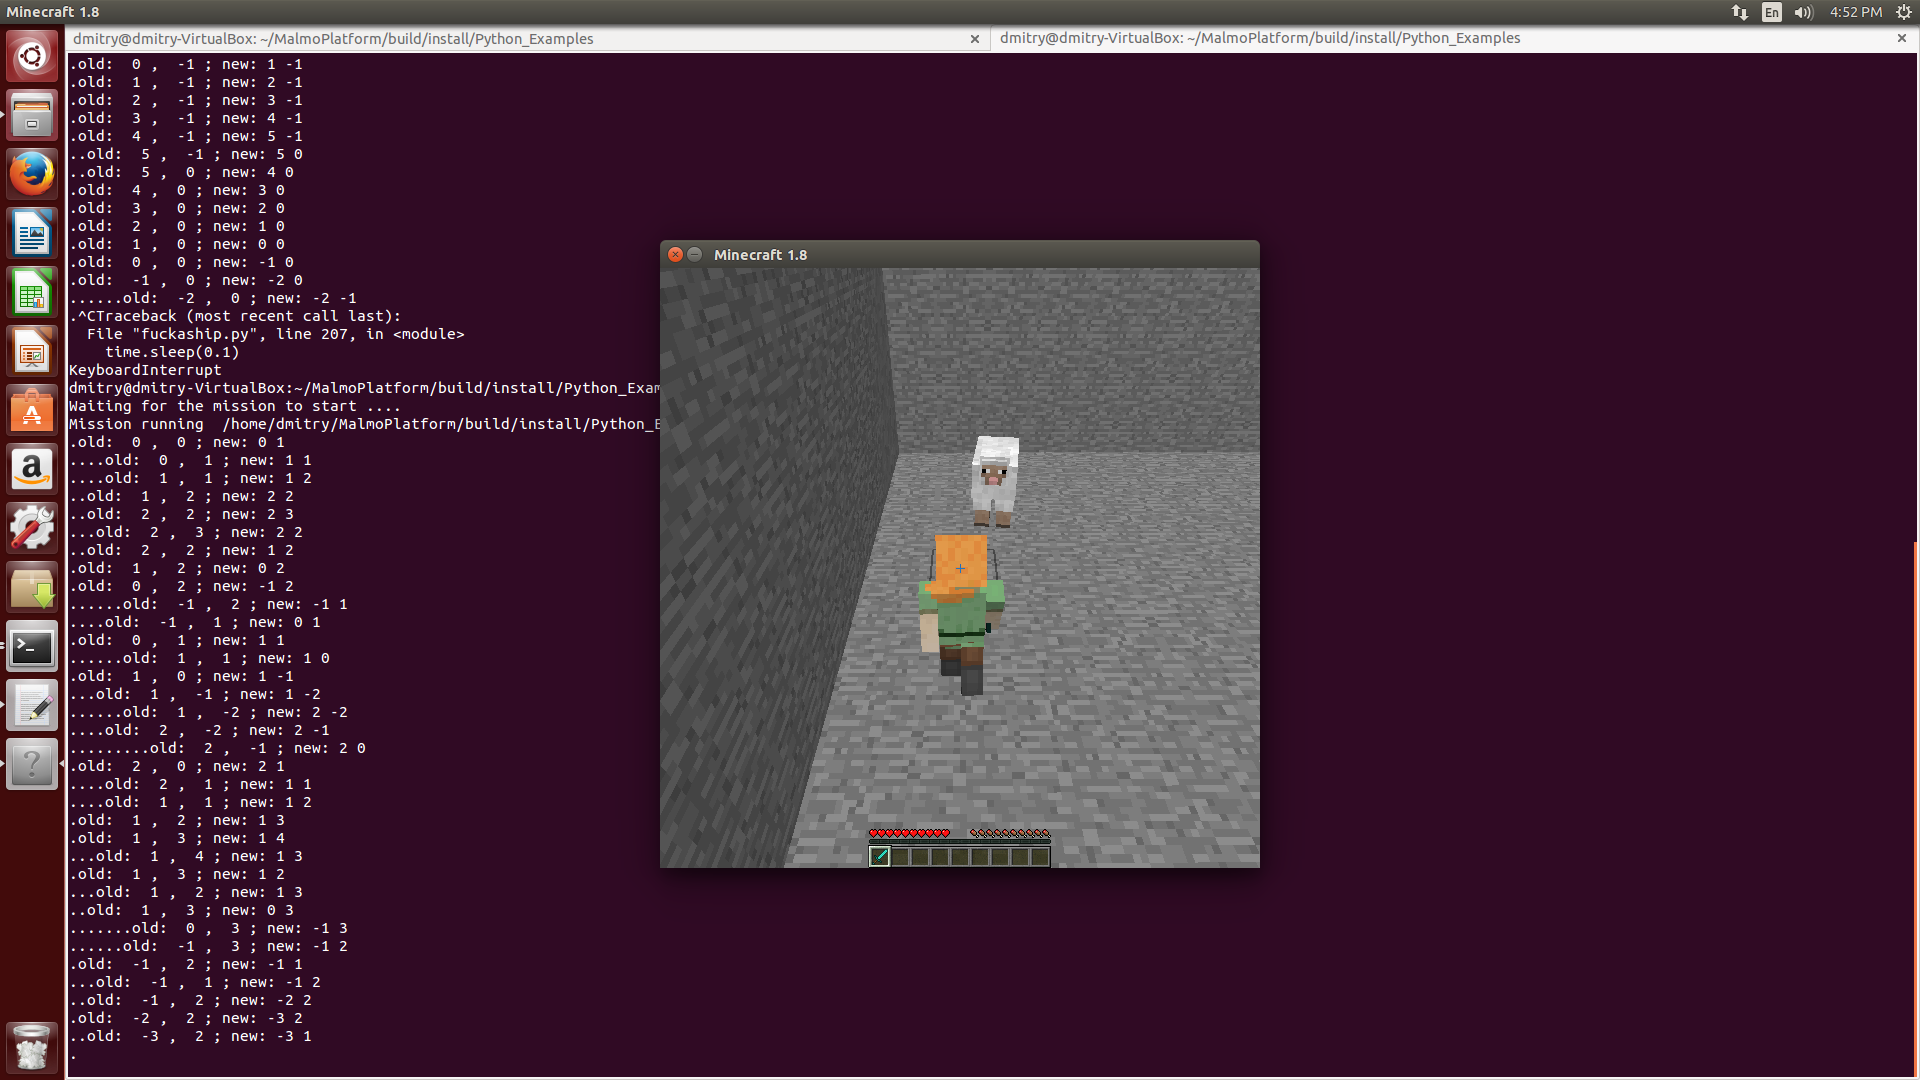 Minecraft 1.8
En
4:52 PM
dmitry@dmitry-VirtualBox: ~/MalmoPlatform/build/install/Python_Examples
dmitry@dmitry-VirtualBox: ~/MalmoPlatform/build/install/Python_Examples
.old:  0 ,  -1 ; new: 1 -1
.old:  1 ,  -1 ; new: 2 -1
.old:  2 ,  -1 ; new: 3 -1
.old:  3 ,  -1 ; new: 4 -1
.old:  4 ,  -1 ; new: 5 -1
..old:  5 ,  -1 ; new: 5 0
..old:  5 ,  0 ; new: 4 0
.old:  4 ,  0 ; new: 3 0
.old:  3 ,  0 ; new: 2 0
.old:  2 ,  0 ; new: 1 0
.old:  1 ,  0 ; new: 0 0
.old:  0 ,  0 ; new: -1 0
.old:  -1 ,  0 ; new: -2 0
......old:  -2 ,  0 ; new: -2 -1
.^CTraceback (most recent call last):
  File "fuckaship.py", line 207, in <module>
    time.sleep(0.1)
KeyboardInterrupt
dmitry@dmitry-VirtualBox:~/MalmoPlatform/build/install/Python_Exam
Waiting for the mission to start ....
Mission running  /home/dmitry/MalmoPlatform/build/install/Python_E
.old:  0 ,  0 ; new: 0 1
....old:  0 ,  1 ; new: 1 1
....old:  1 ,  1 ; new: 1 2
..old:  1 ,  2 ; new: 2 2
..old:  2 ,  2 ; new: 2 3
...old:  2 ,  3 ; new: 2 2
..old:  2 ,  2 ; new: 1 2
.old:  1 ,  2 ; new: 0 2
.old:  0 ,  2 ; new: -1 2
......old:  -1 ,  2 ; new: -1 1
....old:  -1 ,  1 ; new: 0 1
.old:  0 ,  1 ; new: 1 1
......old:  1 ,  1 ; new: 1 0
.old:  1 ,  0 ; new: 1 -1
...old:  1 ,  -1 ; new: 1 -2
......old:  1 ,  -2 ; new: 2 -2
....old:  2 ,  -2 ; new: 2 -1
.........old:  2 ,  -1 ; new: 2 0
.old:  2 ,  0 ; new: 2 1
....old:  2 ,  1 ; new: 1 1
....old:  1 ,  1 ; new: 1 2
.old:  1 ,  2 ; new: 1 3
.old:  1 ,  3 ; new: 1 4
...old:  1 ,  4 ; new: 1 3
.old:  1 ,  3 ; new: 1 2
...old:  1 ,  2 ; new: 1 3
..old:  1 ,  3 ; new: 0 3
.......old:  0 ,  3 ; new: -1 3
......old:  -1 ,  3 ; new: -1 2
.old:  -1 ,  2 ; new: -1 1
...old:  -1 ,  1 ; new: -1 2
..old:  -1 ,  2 ; new: -2 2
.old:  -2 ,  2 ; new: -3 2
..old:  -3 ,  2 ; new: -3 1
.
Minecraft 1.8